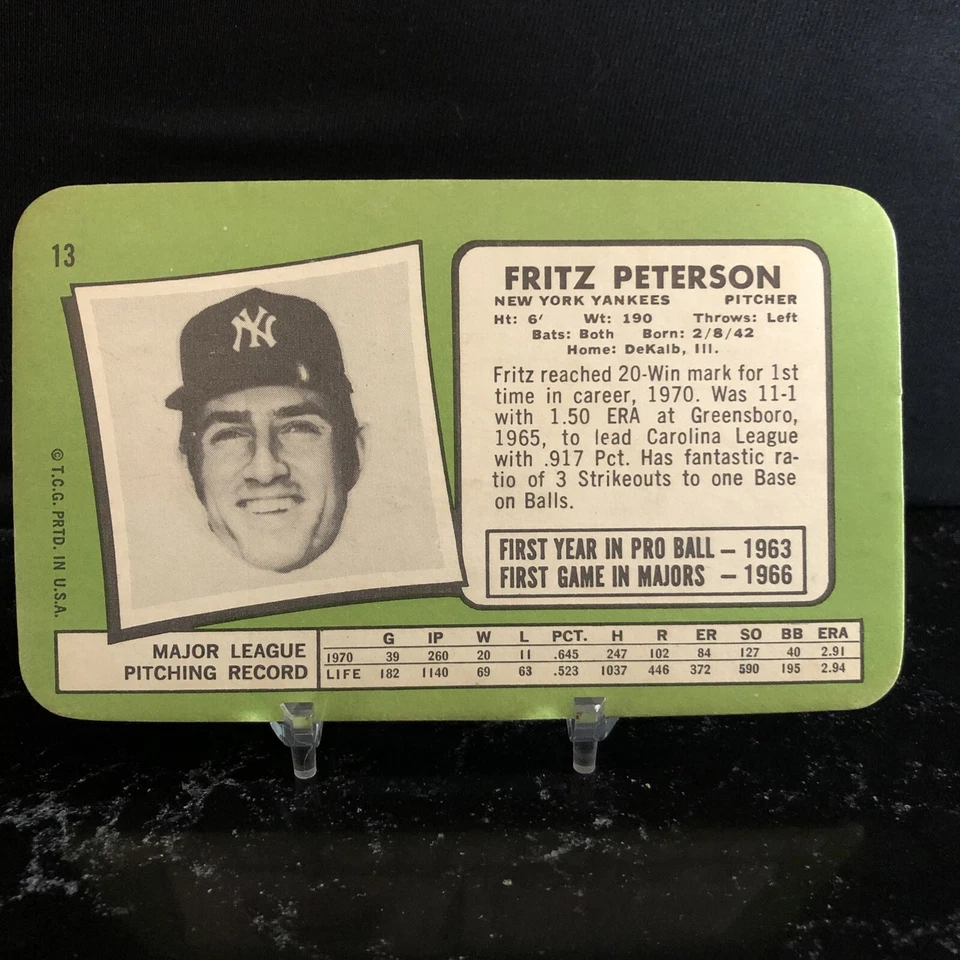 13
NY
FRITZ PETERSON
NEW YORK YANKEES PITCHER
Ht: 6' Wt: 190 Throws: Left
Bats: Both Born: 2/8/42
Home: DeKalb, Ill.
Fritz reached 20-Win mark for 1st
time in career, 1970. Was 11-1
with 1.50 ERA at Greensboro,
1965, to lead Carolina League
with .917 Pct. Has fantastic ra-
tio of 3 Strikeouts to one Base
on Balls.
FIRST YEAR IN PRO BALL – 1963
FIRST GAME IN MAJORS – 1966
© T.C.G. PRTD. IN U.S.A.
MAJOR LEAGUE
PITCHING RECORD
G IP W L PCT. H R ER SO BB ERA
1970 39 260 20 11 .645 247 102 84 127 40 2.91
LIFE 182 1140 69 63 .523 1037 446 372 590 195 2.94